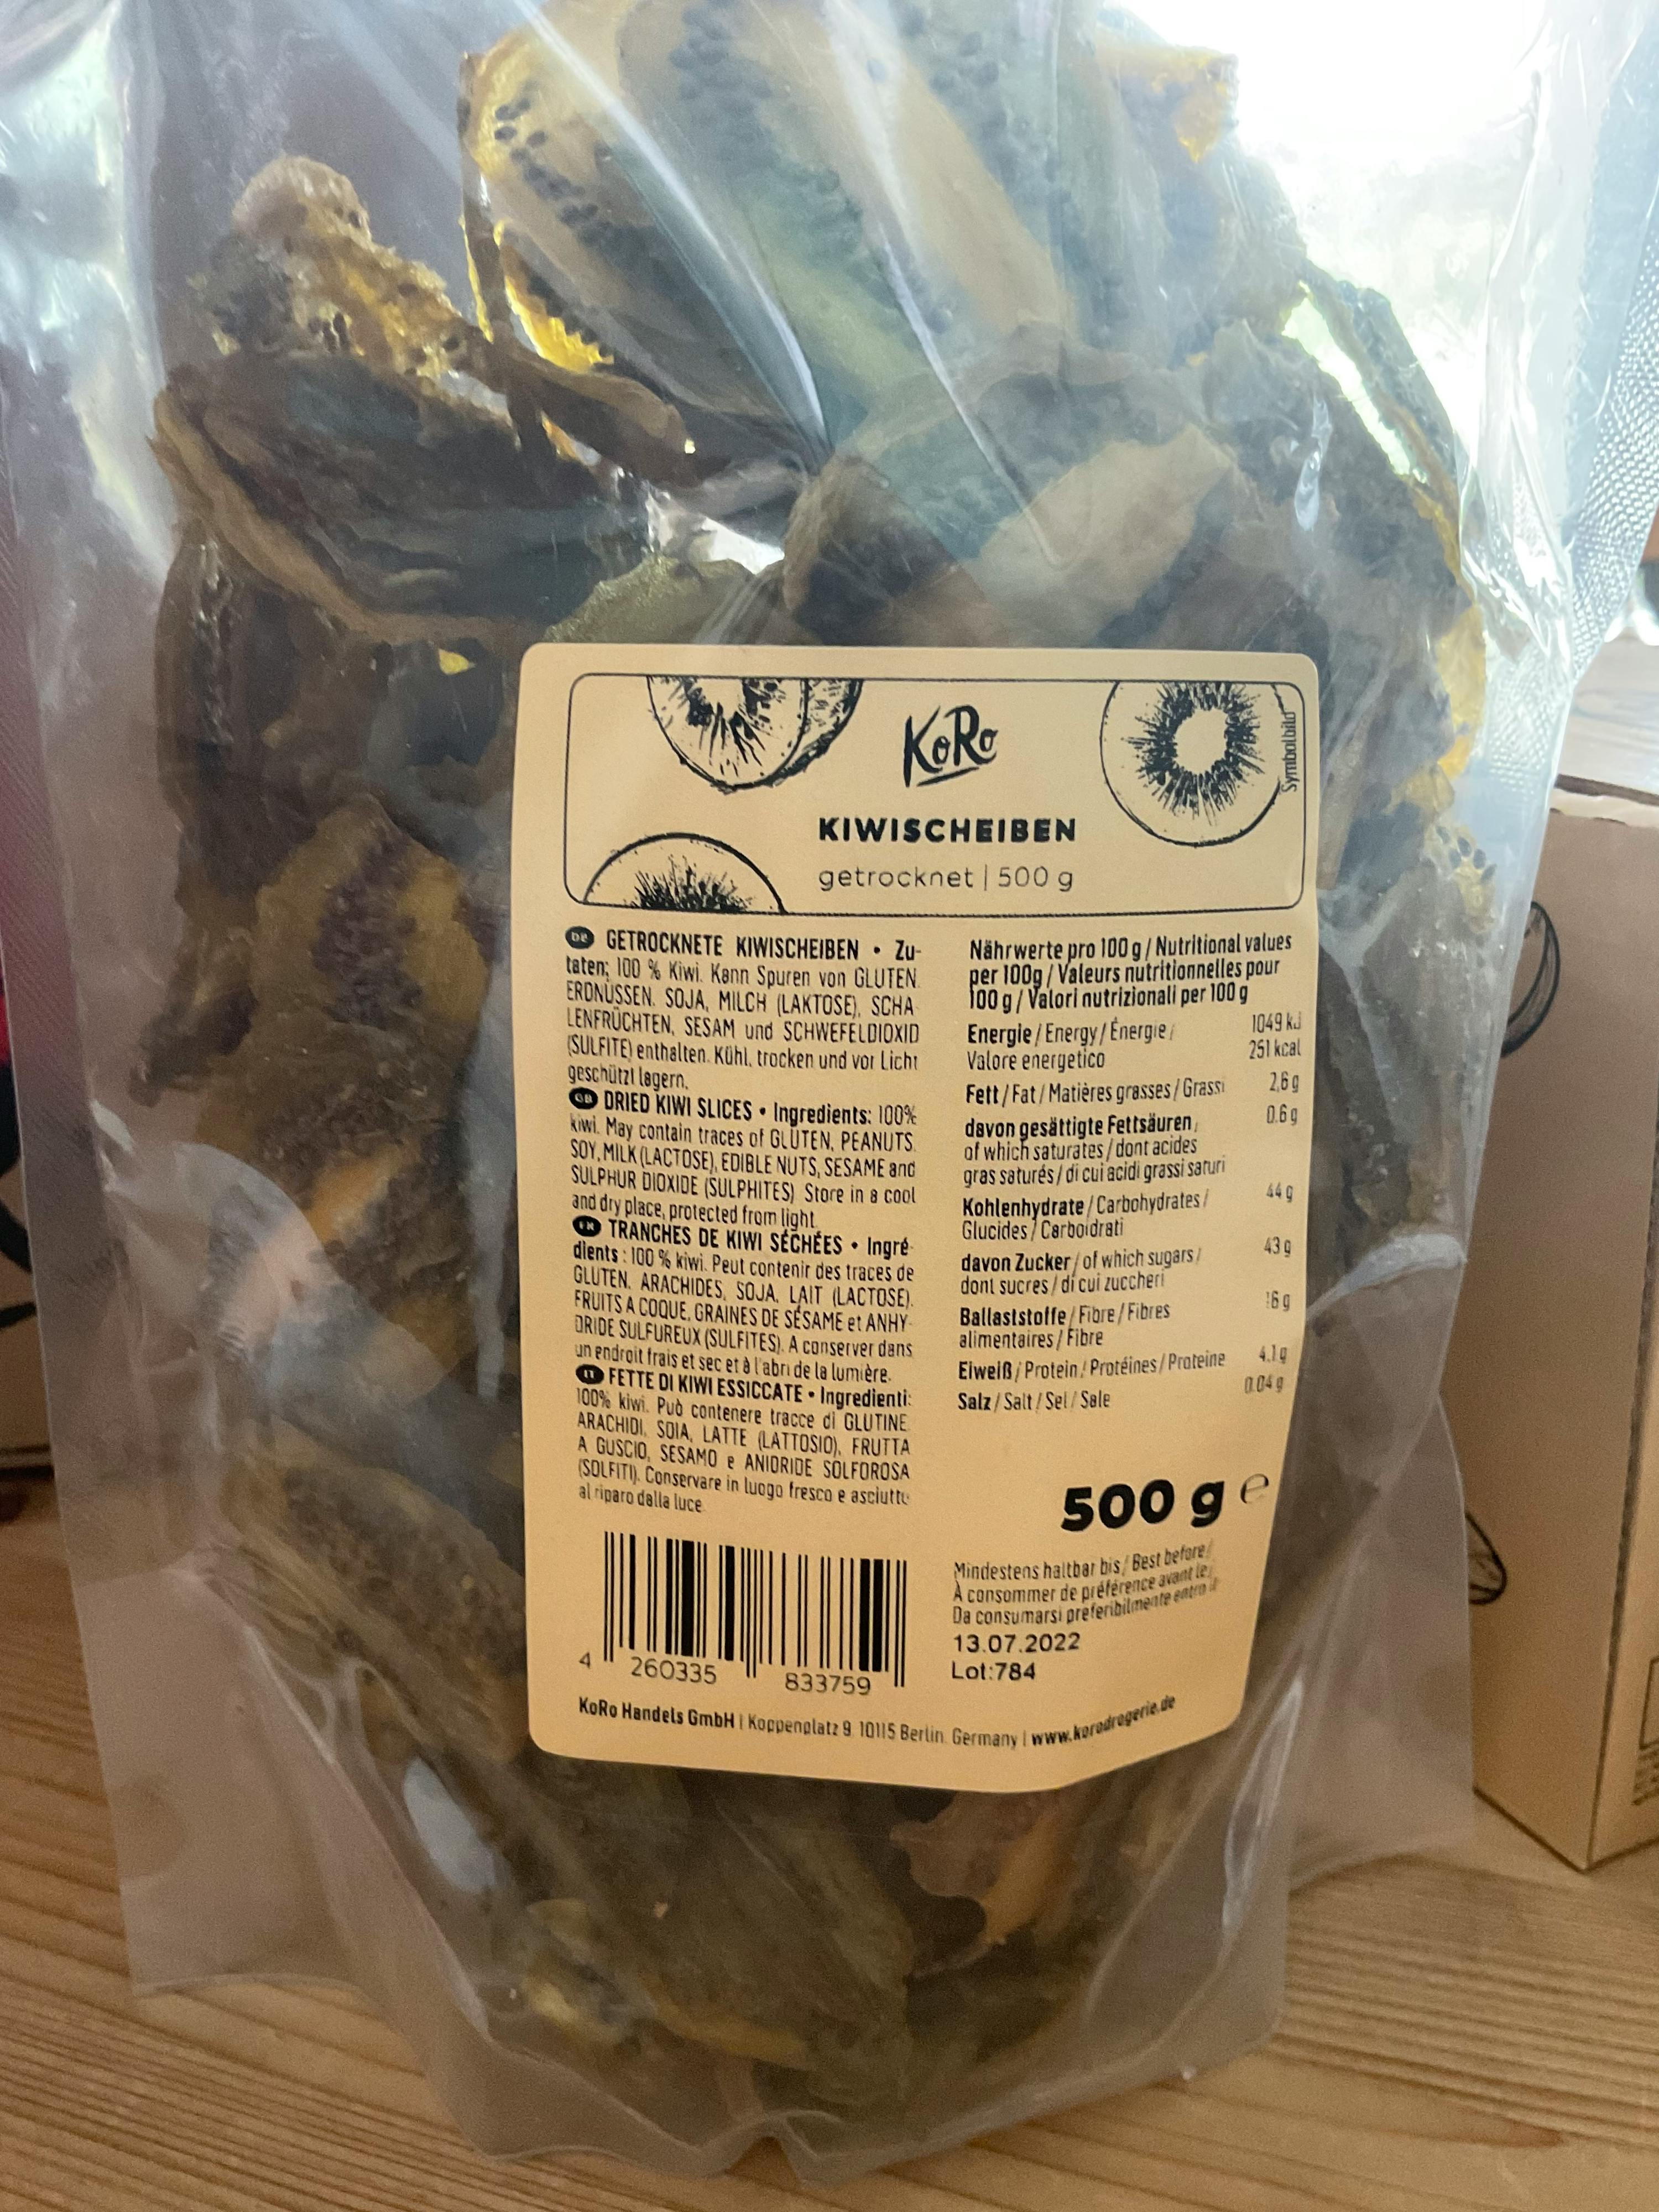 KoRo
Symbolbild
KIWISCHEIBEN
getrocknet | 500 g
DE GETROCKNETE KIWISCHEIBEN • Zu-
taten: 100 % Kiwi. Kann Spuren von GLUTEN.
ERDNÜSSEN. SOJA, MILCH (LAKTOSE), SCHA-
LENFRÜCHTEN, SESAM und SCHWEFELDIOXID
(SULFITE) enthalten. Kühl, trocken und vor Licht
geschützt lagern.
GB DRIED KIWI SLICES • Ingredients: 100%
kiwi. May contain traces of GLUTEN, PEANUTS.
SOY, MILK (LACTOSE), EDIBLE NUTS, SESAME and
SULPHUR DIOXIDE (SULPHITES) Store in a cool
and dry place, protected from light.
TRANCHES DE KIWI SÉCHÉES • Ingré-
dients : 100 % kiwi. Peut contenir des traces de
GLUTEN, ARACHIDES, SOJA, LAIT (LACTOSE),
FRUITS A COQUE, GRAINES DE SÉSAME et ANHY-
DRIDE SULFUREUX (SULFITES). A conserver dans
un endroit frais et sec et à l'abri de la lumière.
IT FETTE DI KIWI ESSICCATE • Ingredienti:
100% kiwi. Può contenere tracce di GLUTINE
ARACHIDI, SOIA, LATTE (LATTOSIO), FRUTTA
A GUSCIO, SESAMO e ANIDRIDE SOLFOROSA
(SOLFITI). Conservare in luogo fresco e asciutto
al riparo dalla luce.
Nährwerte pro 100 g / Nutritional values
per 100g / Valeurs nutritionnelles pour
100 g / Valori nutrizionali per 100 g
Energie / Energy / Énergie / 1049 kJ
Valore energetico 251 kcal
Fett / Fat / Matières grasses / Grassi 2,6 g
davon gesättigte Fettsäuren, 0.6 g
of which saturates / dont acides
gras saturés / di cui acidi grassi saturi
Kohlenhydrate / Carbohydrates / 44 g
Glucides / Carboidrati
davon Zucker / of which sugars / 43 g
dont sucres / di cui zuccheri
Ballaststoffe / Fibre / Fibres 16 g
alimentaires / Fibre
Eiweiß / Protein / Protéines / Proteine 4.1 g
Salz / Salt / Sel / Sale 0.04 g
500 g e
Mindestens haltbar bis / Best before /
À consommer de préférence avant le /
Da consumarsi preferibilmente entro il
13.07.2022
Lot:784
4 260335 833759
KoRo Handels GmbH | Koppenplatz 9. 10115 Berlin. Germany | www.korodrogerie.de